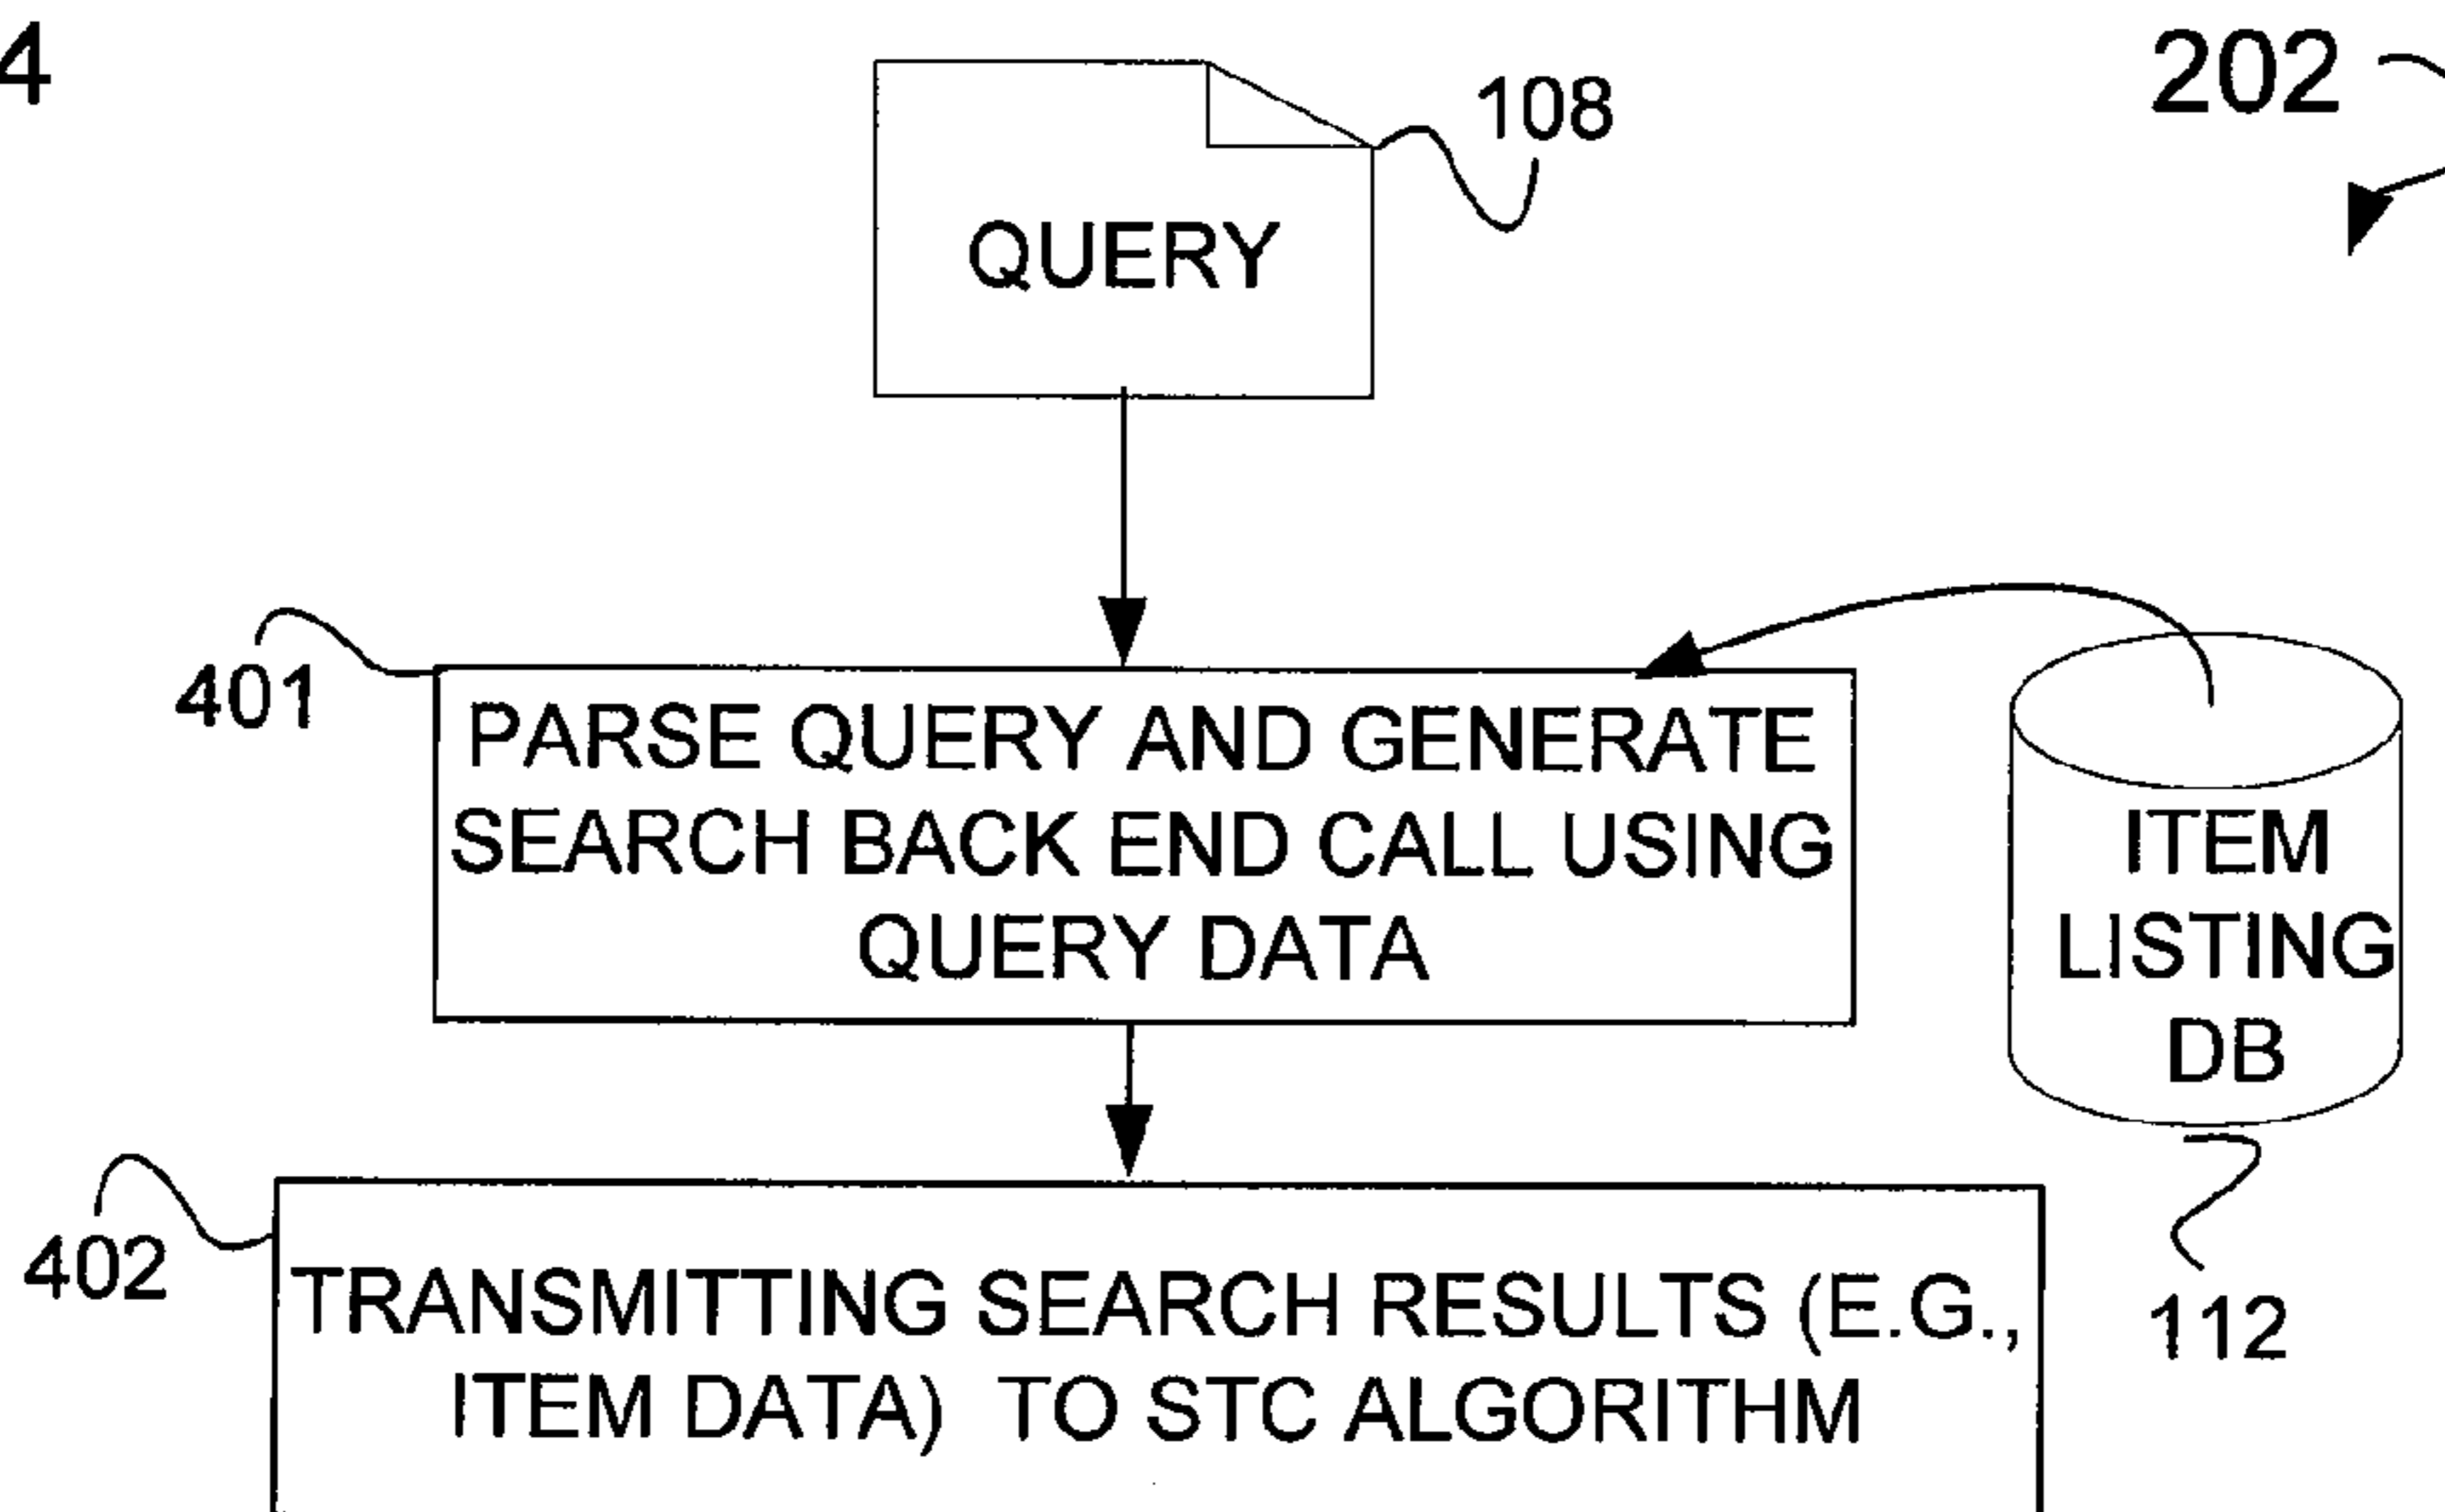 4
202
108
QUERY
401
PARSE QUERY AND GENERATE
SEARCH BACK END CALL USING
QUERY DATA
ITEM
LISTING
DB
402
TRANSMITTING SEARCH RESULTS (E.G.,
ITEM DATA) TO STC ALGORITHM
112